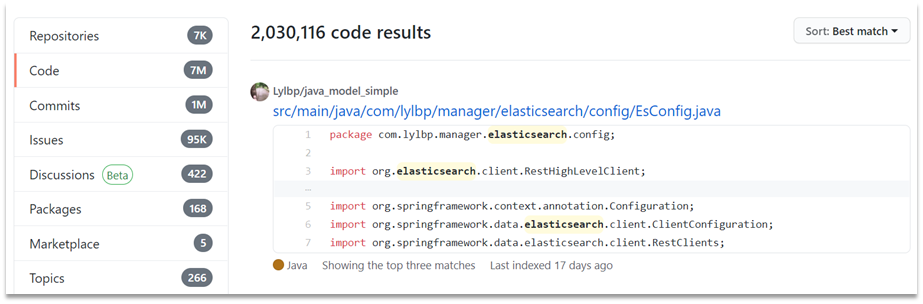 Repositories 7K
Code 7M
Commits 1M
Issues 95K
Discussions Beta 422
Packages 168
Marketplace 5
Topics 266
2,030,116 code results
Sort: Best match
Lylbp/java_model_simple
src/main/java/com/lylbp/manager/elasticsearch/config/EsConfig.java
1 package com.lylbp.manager.elasticsearch.config;
2
3 import org.elasticsearch.client.RestHighLevelClient;
…
5 import org.springframework.context.annotation.Configuration;
6 import org.springframework.data.elasticsearch.client.ClientConfiguration;
7 import org.springframework.data.elasticsearch.client.RestClients;
Java Showing the top three matches Last indexed 17 days ago